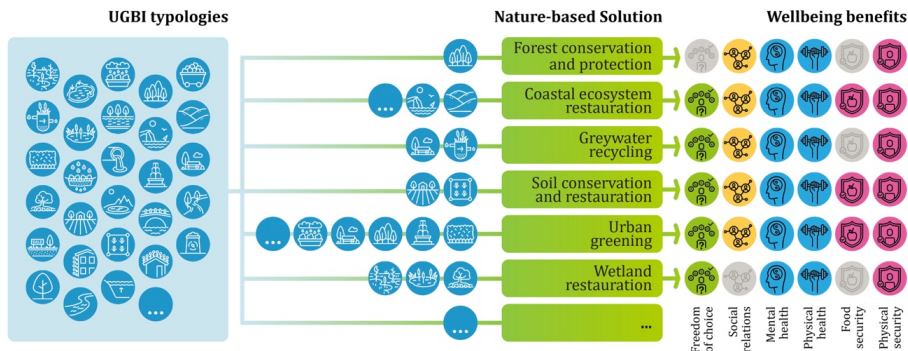 UGBI typologies
Nature-based Solution
Wellbeing benefits
Forest conservation
and protection
Coastal ecosystem
restauration
Greywater
recycling
Soil conservation
and restauration
Urban
greening
Wetland
restauration
...
...
...
...
...
Freedom
of choice
Social
relations
Mental
health
Physical
health
Food
security
Physical
security